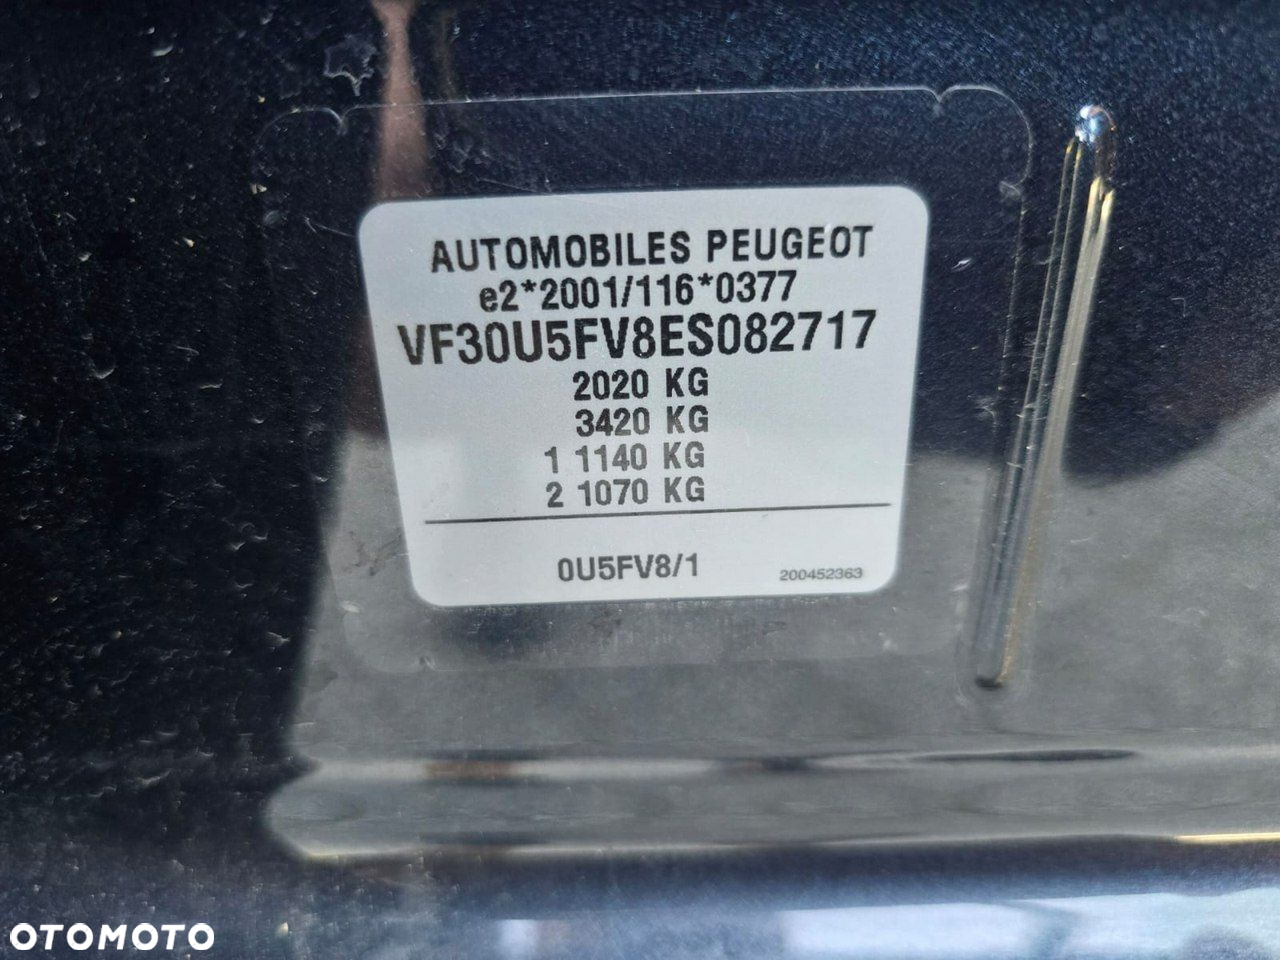 AUTOMOBILES PEUGEOT
e2*2001/116*0377
VF30U5FV8ES082717
2020 KG
3420 KG
1 1140 KG
2 1070 KG
0U5FV8/1
200452363
OTOMOTO